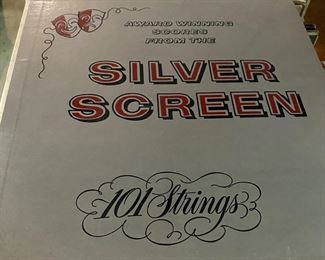 AWARD WINNING
SCORES
FROM THE
SILVER
SCREEN
101 Strings